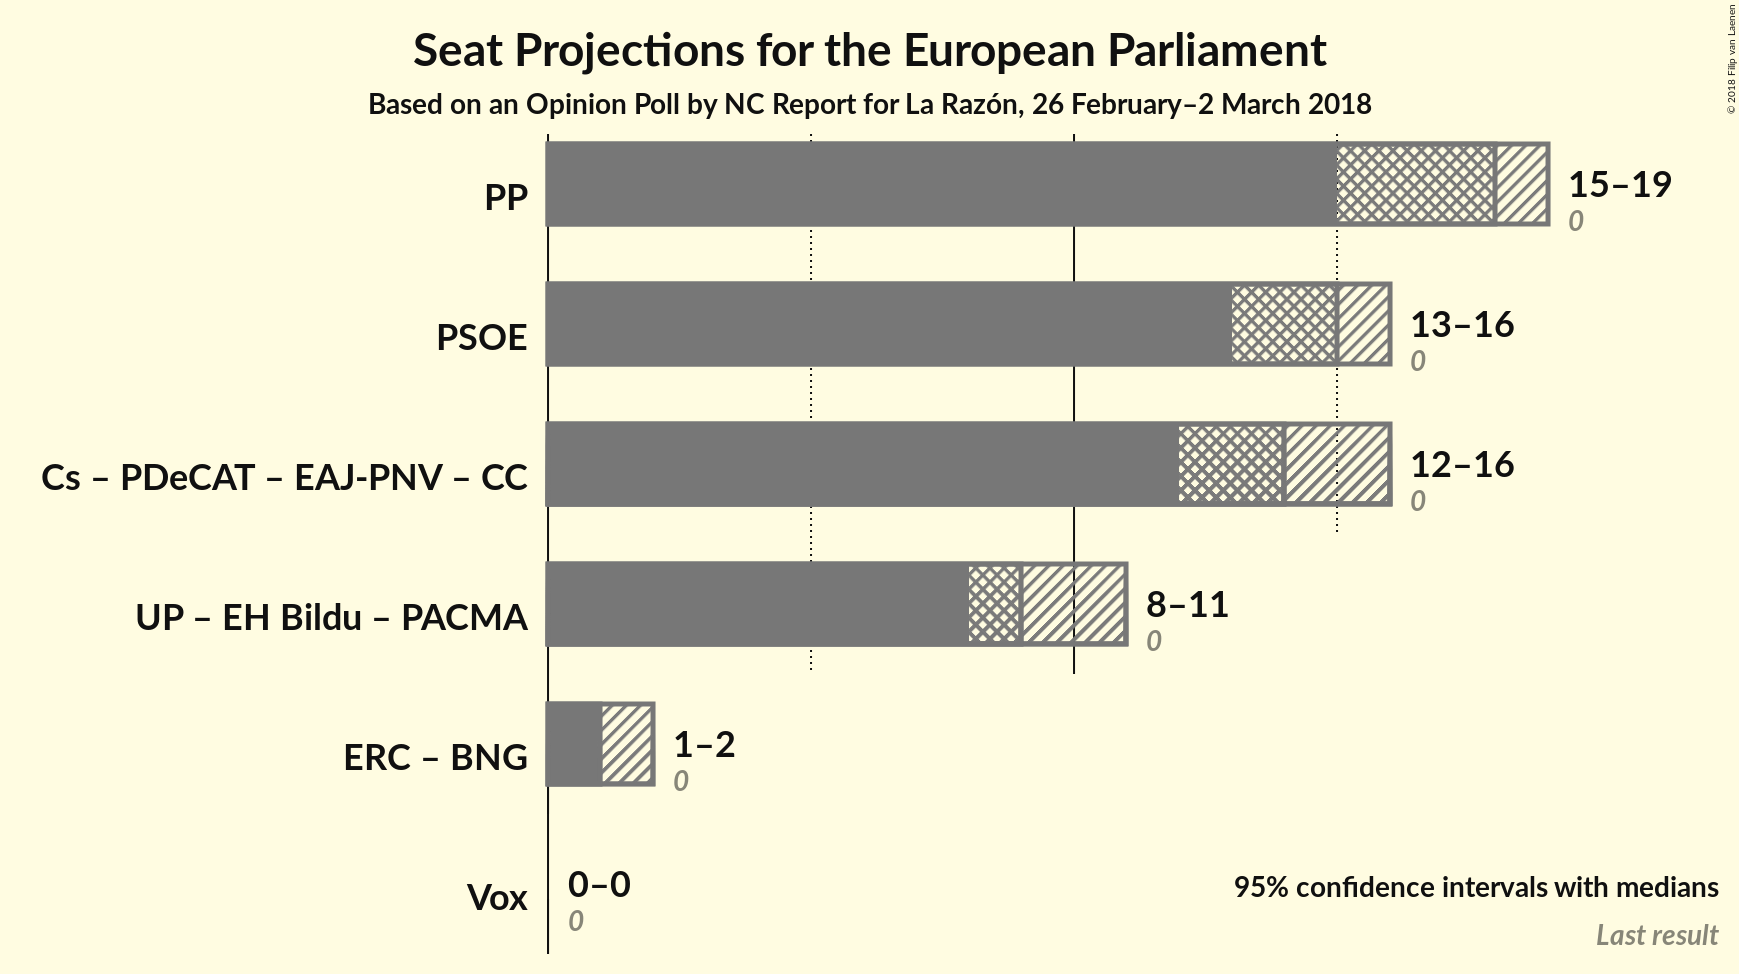 Seat Projections for the European Parliament
Based on an Opinion Poll by NC Report for La Razón, 26 February–2 March 2018
© 2018 Filip van Laenen
PP
15–19
0
PSOE
13–16
0
Cs – PDeCAT – EAJ-PNV – CC
12–16
0
UP – EH Bildu – PACMA
8–11
0
ERC – BNG
1–2
0
Vox
0–0
0
95% confidence intervals with medians
Last result